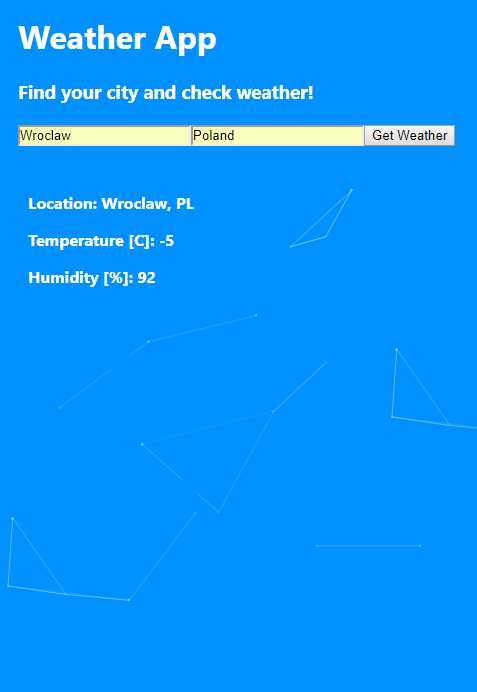 Weather App
Find your city and check weather!
Wroclaw Poland Get Weather
Location: Wroclaw, PL
Temperature [C]: -5
Humidity [%]: 92